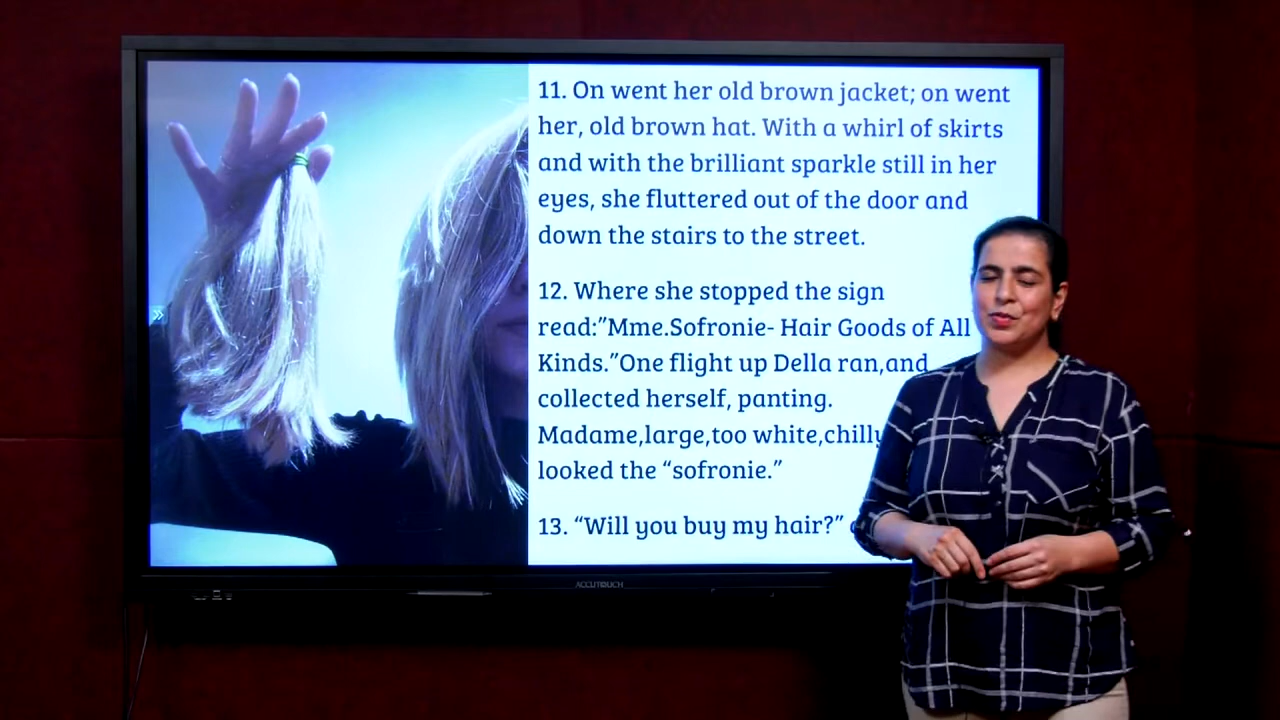 11. On went her old brown jacket; on went
her, old brown hat. With a whirl of skirts
and with the brilliant sparkle still in her
eyes, she fluttered out of the door and
down the stairs to the street.
12. Where she stopped the sign
read:”Mme.Sofronie- Hair Goods of All
Kinds.”One flight up Della ran,and
collected herself, panting.
Madame,large,too white,chilly
looked the “sofronie.”
13. “Will you buy my hair?”
ACCUTOUCH